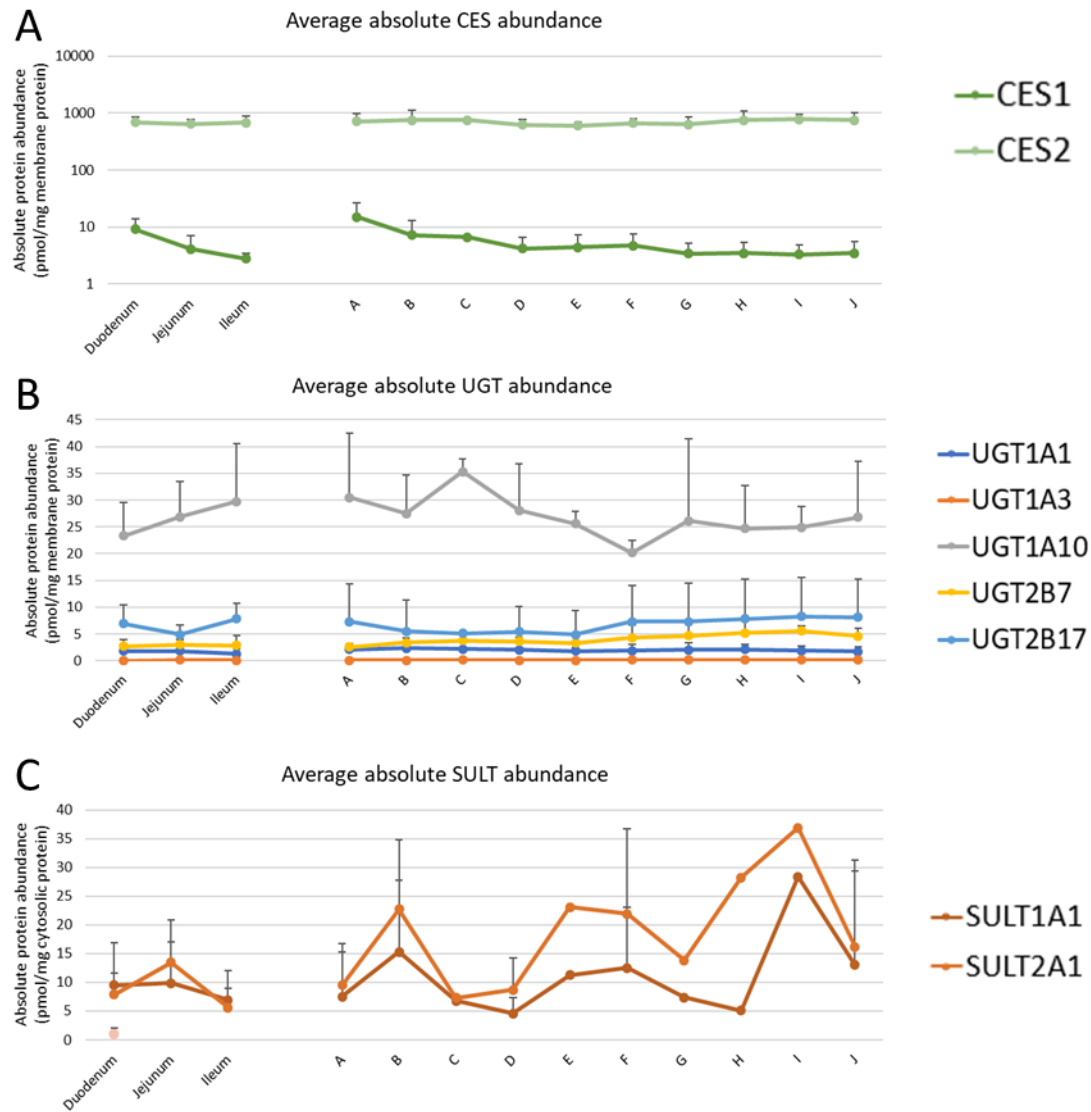 A
Average absolute CES abundance
Absolute protein abundance
(pmol/mg membrane protein)
10000
1000
100
10
1
Duodenum
Jejunum
Ileum
A
B
C
D
E
F
G
H
I
J
CES1
CES2
B
Average absolute UGT abundance
Absolute protein abundance
(pmol/mg membrane protein)
45
40
35
30
25
20
15
10
5
0
Duodenum
Jejunum
Ileum
A
B
C
D
E
F
G
H
I
J
UGT1A1
UGT1A3
UGT1A10
UGT2B7
UGT2B17
C
Average absolute SULT abundance
Absolute protein abundance
(pmol/mg cytosolic protein)
40
35
30
25
20
15
10
5
0
Duodenum
Jejunum
Ileum
A
B
C
D
E
F
G
H
I
J
SULT1A1
SULT2A1